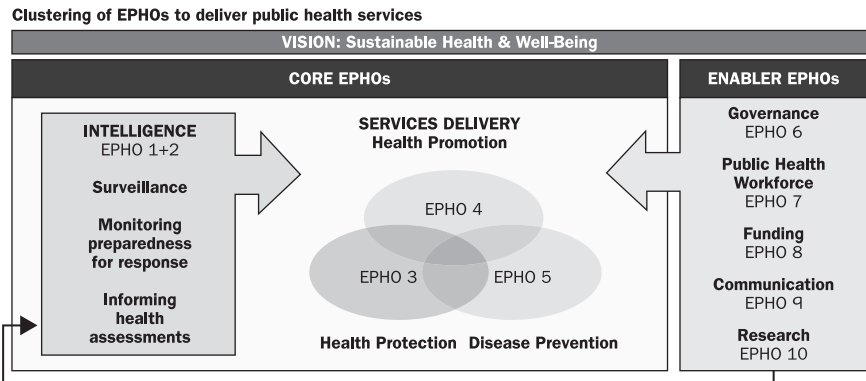 Clustering of EPHOs to deliver public health services
VISION: Sustainable Health & Well-Being
CORE EPHOs
INTELLIGENCE
EPHO 1+2
Surveillance
Monitoring
preparedness
for response
Informing
health
assessments
SERVICES DELIVERY
Health Promotion
EPHO 4
EPHO 3
EPHO 5
Health Protection
Disease Prevention
ENABLER EPHOs
Governance
EPHO 6
Public Health
Workforce
EPHO 7
Funding
EPHO 8
Communication
EPHO 9
Research
EPHO 10